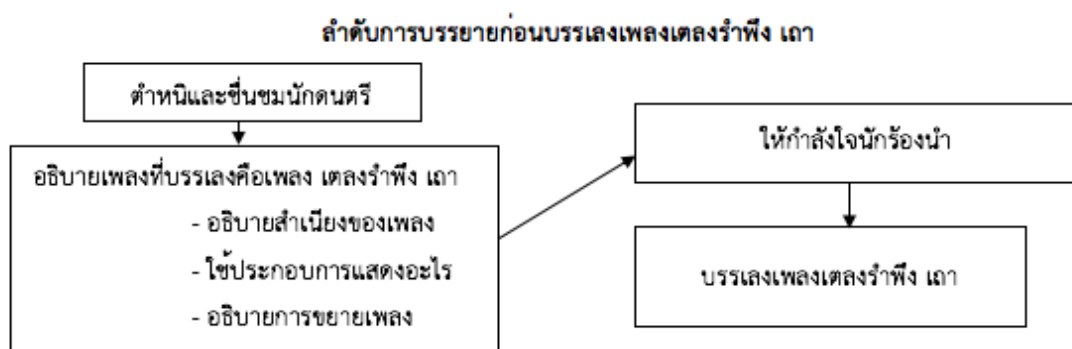 ลำดับการบรรยายก่อนบรรเลงเพลงเตลงรำพึง เถา
ตำหนิและชื่นชมนักดนตรี
อธิบายเพลงที่บรรเลงคือเพลง เตลงรำพึง เถา
- อธิบายสำเนียงของเพลง
- ใช้ประกอบการแสดงอะไร
- อธิบายการขยายเพลง
ให้กำลังใจนักร้องนำ
บรรเลงเพลงเตลงรำพึง เถา